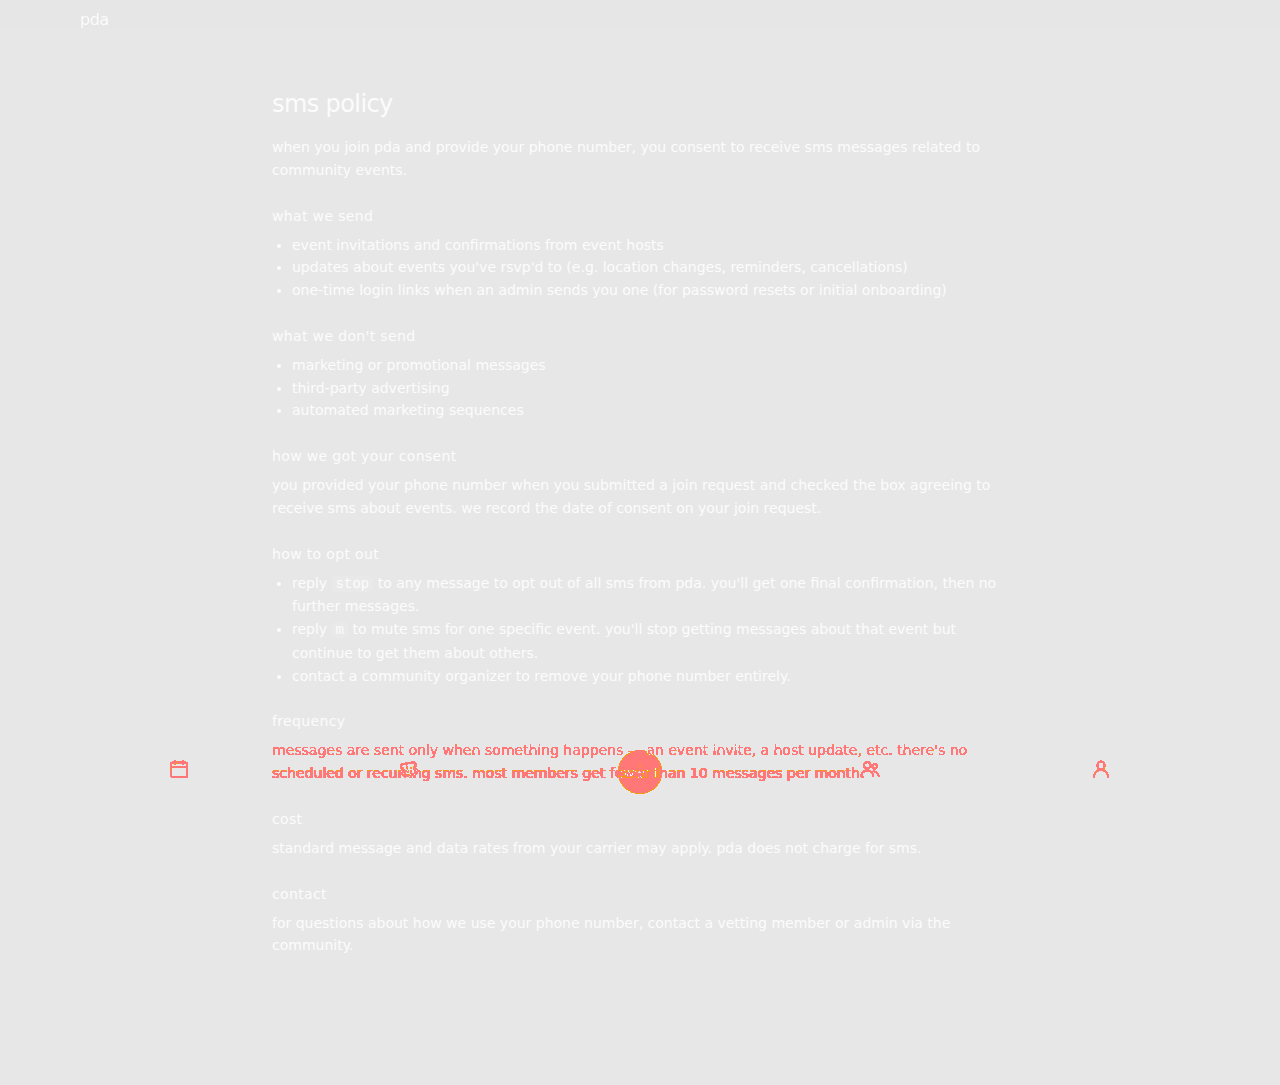 pda
sms policy
when you join pda and provide your phone number, you consent to receive sms messages related to
community events.
what we send
event invitations and confirmations from event hosts
updates about events you've rsvp'd to (e.g. location changes, reminders, cancellations)
one-time login links when an admin sends you one (for password resets or initial onboarding)
what we don't send
marketing or promotional messages
third-party advertising
automated marketing sequences
how we got your consent
you provided your phone number when you submitted a join request and checked the box agreeing to
receive sms about events. we record the date of consent on your join request.
how to opt out
reply stop to any message to opt out of all sms from pda. you'll get one final confirmation, then no
further messages.
reply m to mute sms for one specific event. you'll stop getting messages about that event but
continue to get them about others.
contact a community organizer to remove your phone number entirely.
frequency
messages are sent only when something happens — an event invite, a host update, etc. there's no
scheduled or recurring sms. most members get fewer than 10 messages per month.
cost
standard message and data rates from your carrier may apply. pda does not charge for sms.
contact
for questions about how we use your phone number, contact a vetting member or admin via the
community.